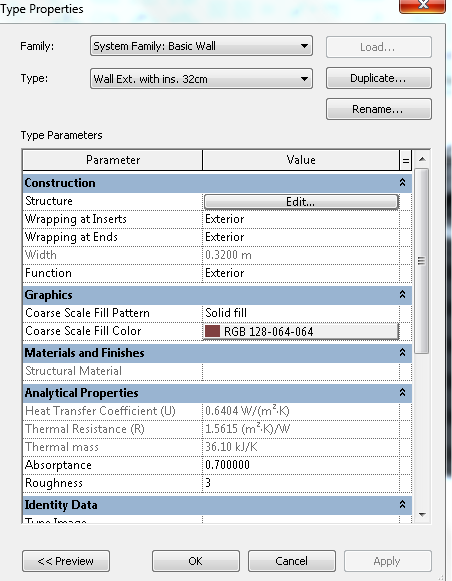 Type Properties
Family: System Family: Basic Wall Load...
Type: Wall Ext. with ins. 32cm Duplicate...
Rename...
Type Parameters
Parameter Value =
Construction
Structure Edit...
Wrapping at Inserts Exterior
Wrapping at Ends Exterior
Width 0.3200 m
Function Exterior
Graphics
Coarse Scale Fill Pattern Solid fill
Coarse Scale Fill Color RGB 128-064-064
Materials and Finishes
Structural Material
Analytical Properties
Heat Transfer Coefficient (U) 0.6404 W/(m²·K)
Thermal Resistance (R) 1.5615 (m²·K)/W
Thermal mass 36.10 kJ/K
Absorptance 0.700000
Roughness 3
Identity Data
Type Image
<< Preview OK Cancel Apply